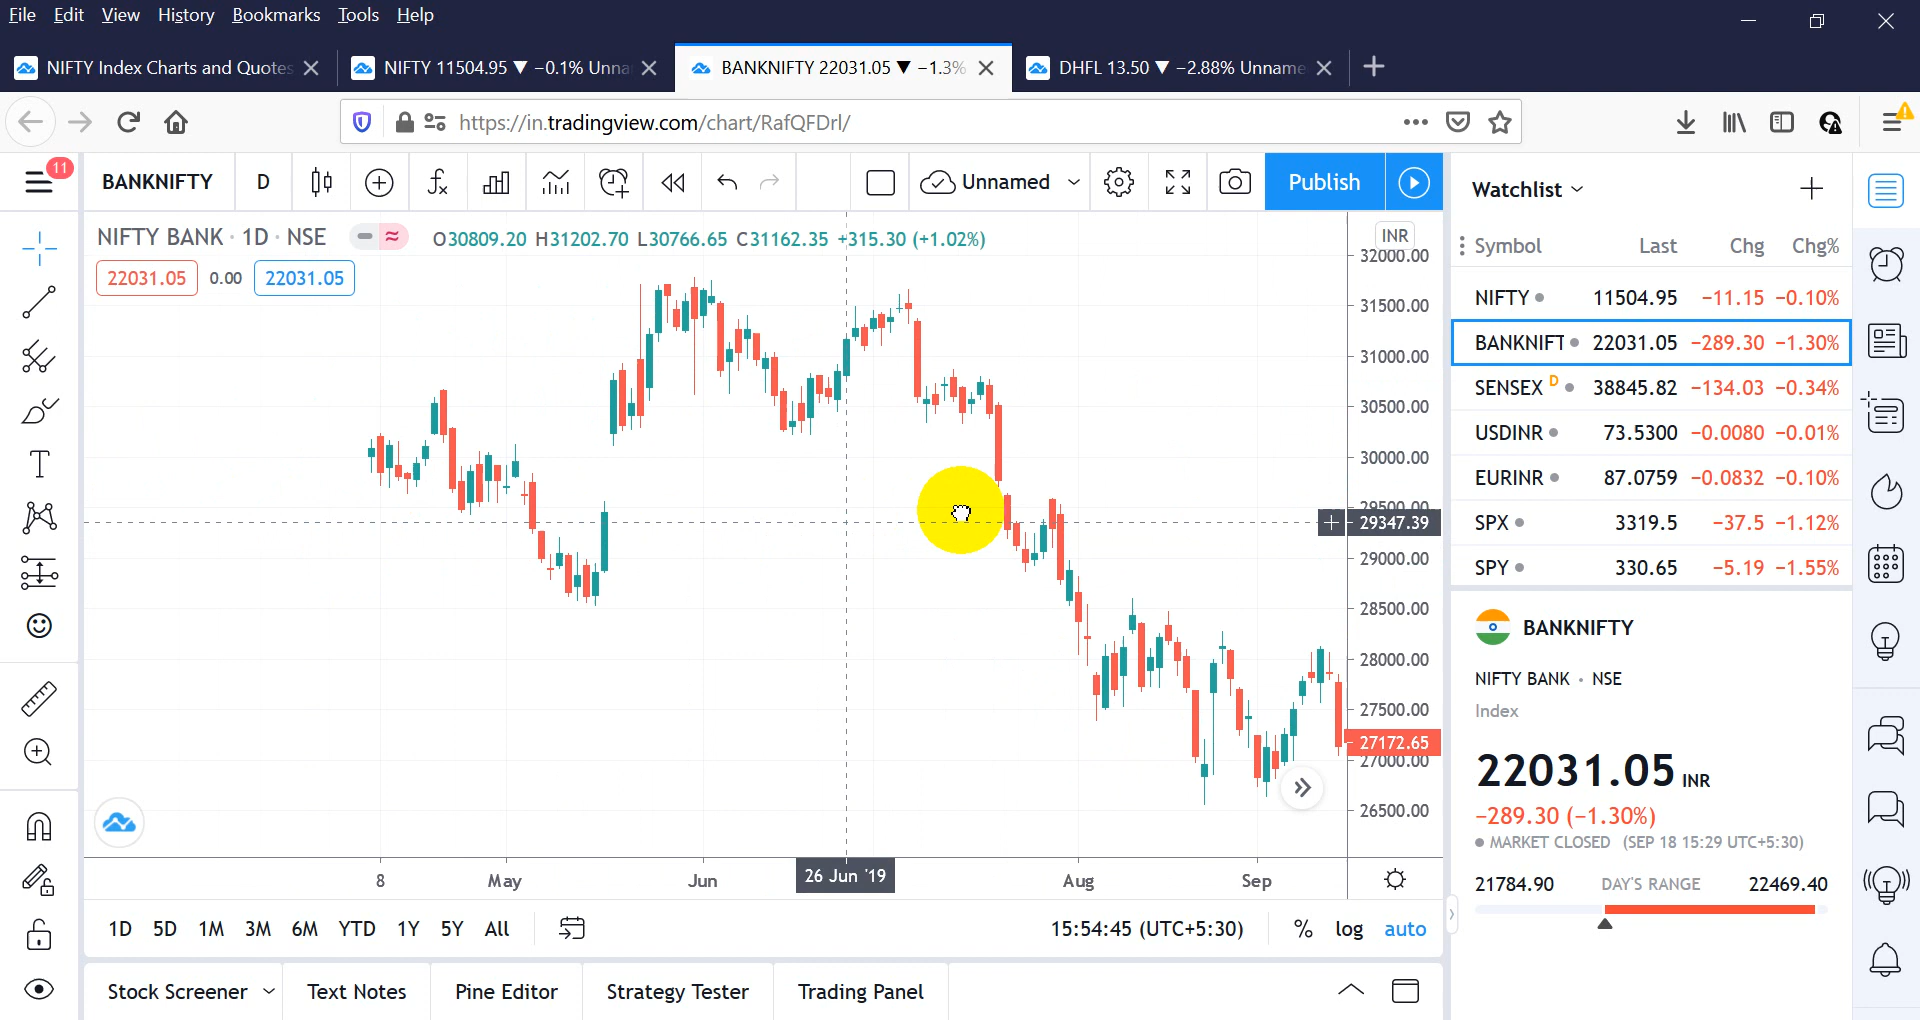 File Edit View History Bookmarks Tools Help
NIFTY Index Charts and Quotes
NIFTY 11504.95 ▼ −0.1% Unna
BANKNIFTY 22031.05 ▼ −1.3%
DHFL 13.50 ▼ −2.88% Unname
https://in.tradingview.com/chart/RafQFDrl/
11
BANKNIFTY D
Unnamed
Publish
NIFTY BANK · 1D · NSE
O30809.20 H31202.70 L30766.65 C31162.35 +315.30 (+1.02%)
22031.05 0.00 22031.05
INR
32000.00
31500.00
31000.00
30500.00
30000.00
29500.00
29347.39
29000.00
28500.00
28000.00
27500.00
27172.65
27000.00
26500.00
8 May Jun 26 Jun '19 Aug Sep
1D 5D 1M 3M 6M YTD 1Y 5Y All
15:54:45 (UTC+5:30) % log auto
Stock Screener Text Notes Pine Editor Strategy Tester Trading Panel
Watchlist
Symbol Last Chg Chg%
NIFTY 11504.95 −11.15 −0.10%
BANKNIFT 22031.05 −289.30 −1.30%
SENSEX D 38845.82 −134.03 −0.34%
USDINR 73.5300 −0.0080 −0.01%
EURINR 87.0759 −0.0832 −0.10%
SPX 3319.5 −37.5 −1.12%
SPY 330.65 −5.19 −1.55%
BANKNIFTY
NIFTY BANK · NSE
Index
22031.05 INR
−289.30 (−1.30%)
MARKET CLOSED (SEP 18 15:29 UTC+5:30)
21784.90 DAY'S RANGE 22469.40